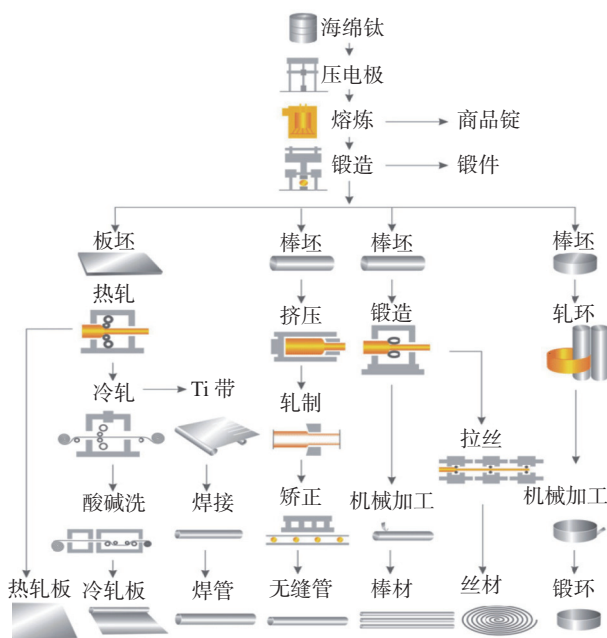 海绵钛
压电极
熔炼 商品锭
锻造 锻件
板坯 棒坯 棒坯 棒坯
热轧 挤压 锻造 轧环
冷轧 Ti 带 轧制
拉丝
酸碱洗 焊接 矫正 机械加工 机械加工
热轧板 冷轧板 焊管 无缝管 棒材 丝材 锻环